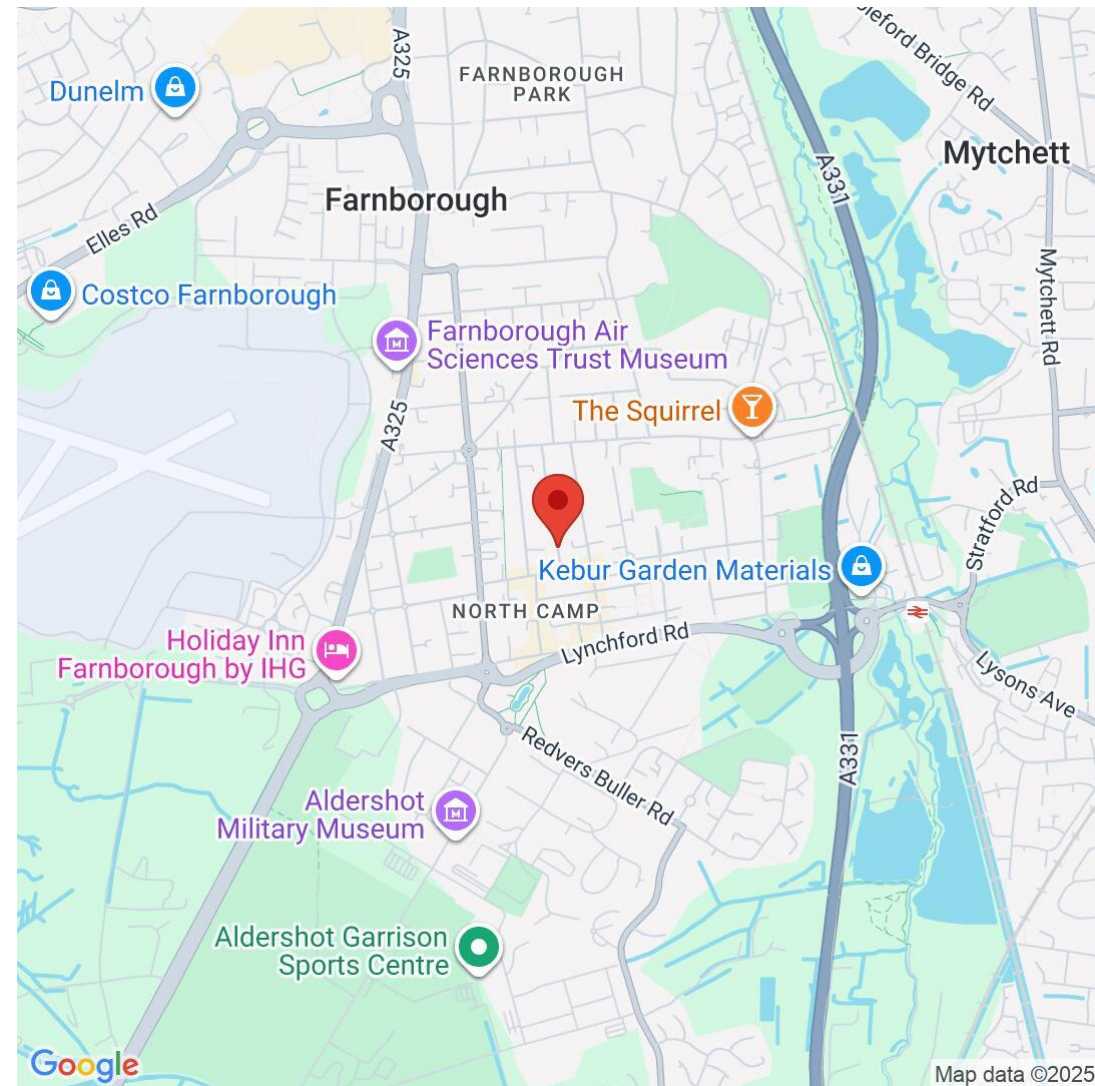 A325
FARNBOROUGH
PARK
Dunelm
Bridge Rd
Mytchett
A331
Farnborough
Elles Rd
Costco Farnborough
Mytchett Rd
Farnborough Air
Sciences Trust Museum
The Squirrel
A325
Stratford Rd
Kebur Garden Materials
NORTH CAMP
Lynchford Rd
Holiday Inn
Farnborough by IHG
Lysons Ave
A331
Redvers Buller Rd
Aldershot
Military Museum
Aldershot Garrison
Sports Centre
Google
Map data ©2025